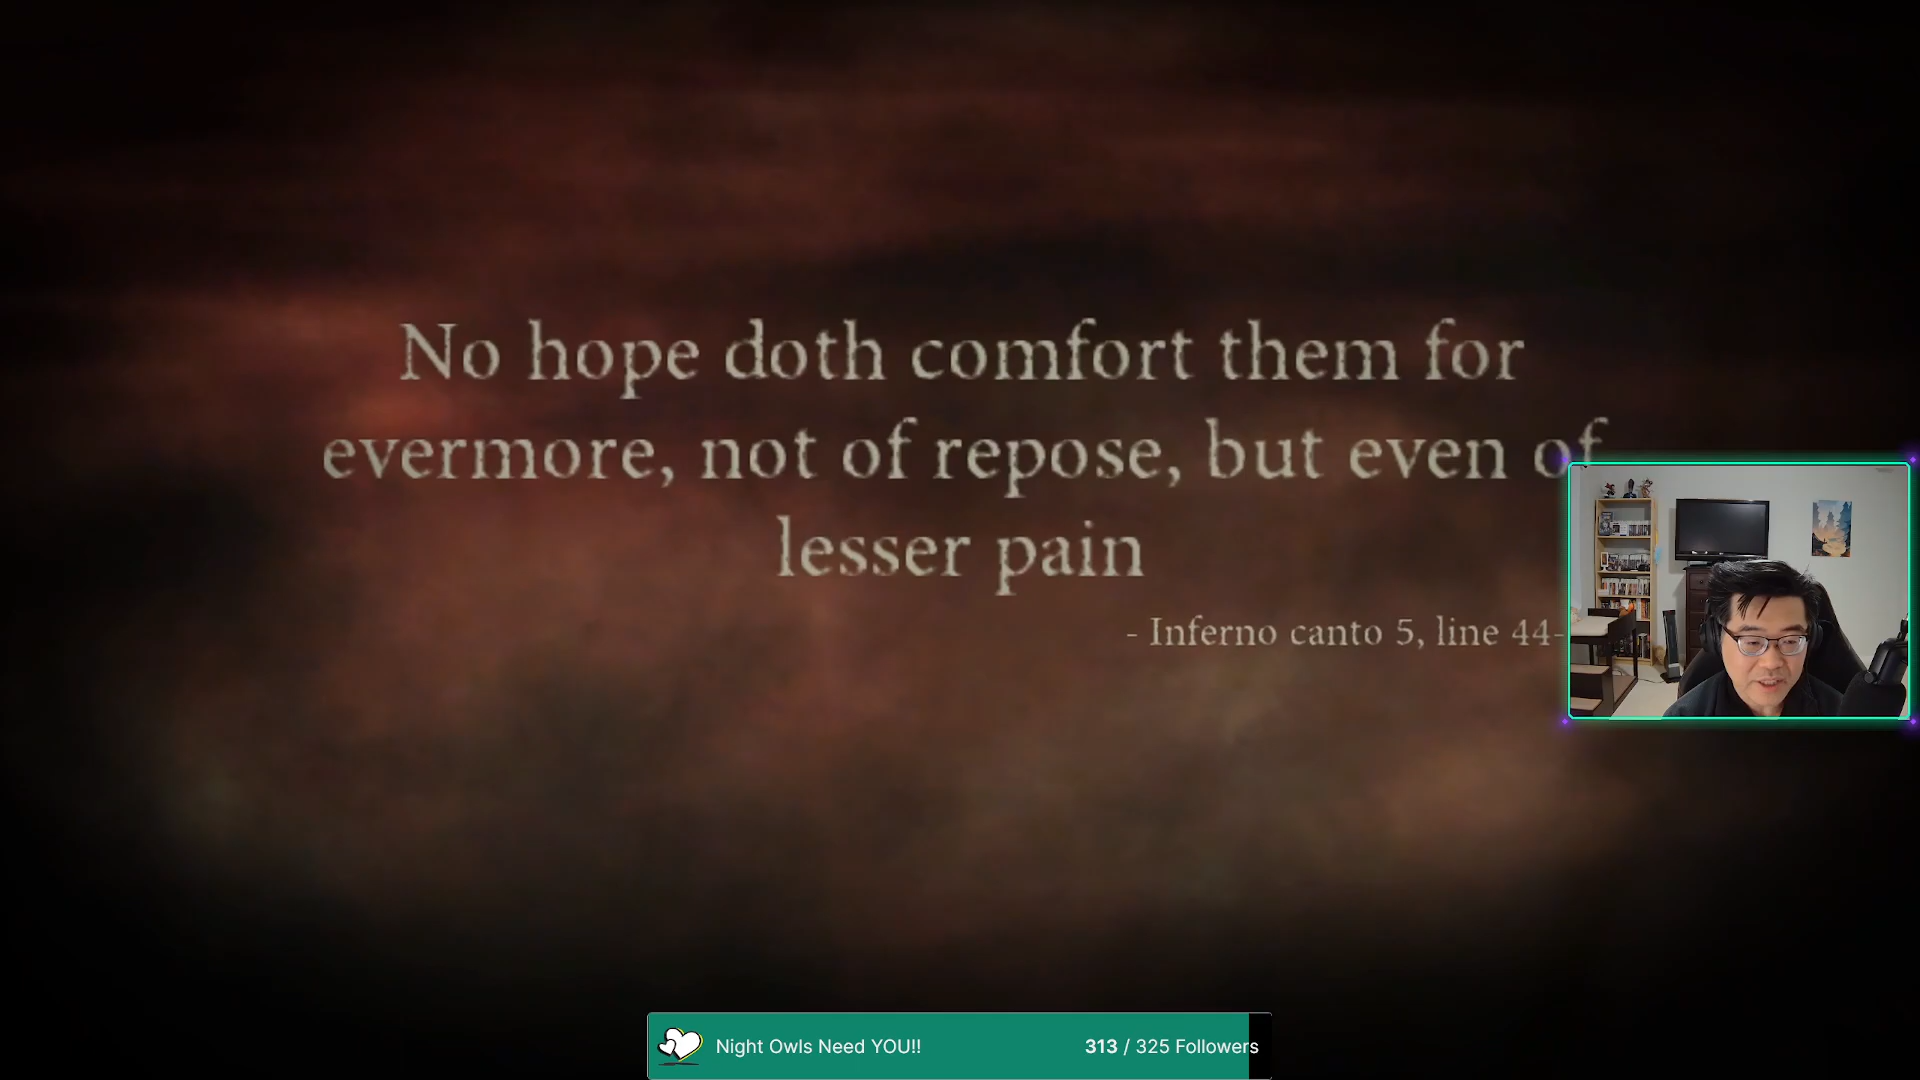 No hope doth comfort them for
evermore, not of repose, but even of
lesser pain
- Inferno canto 5, line 44-
Night Owls Need YOU!!
313 / 325 Followers